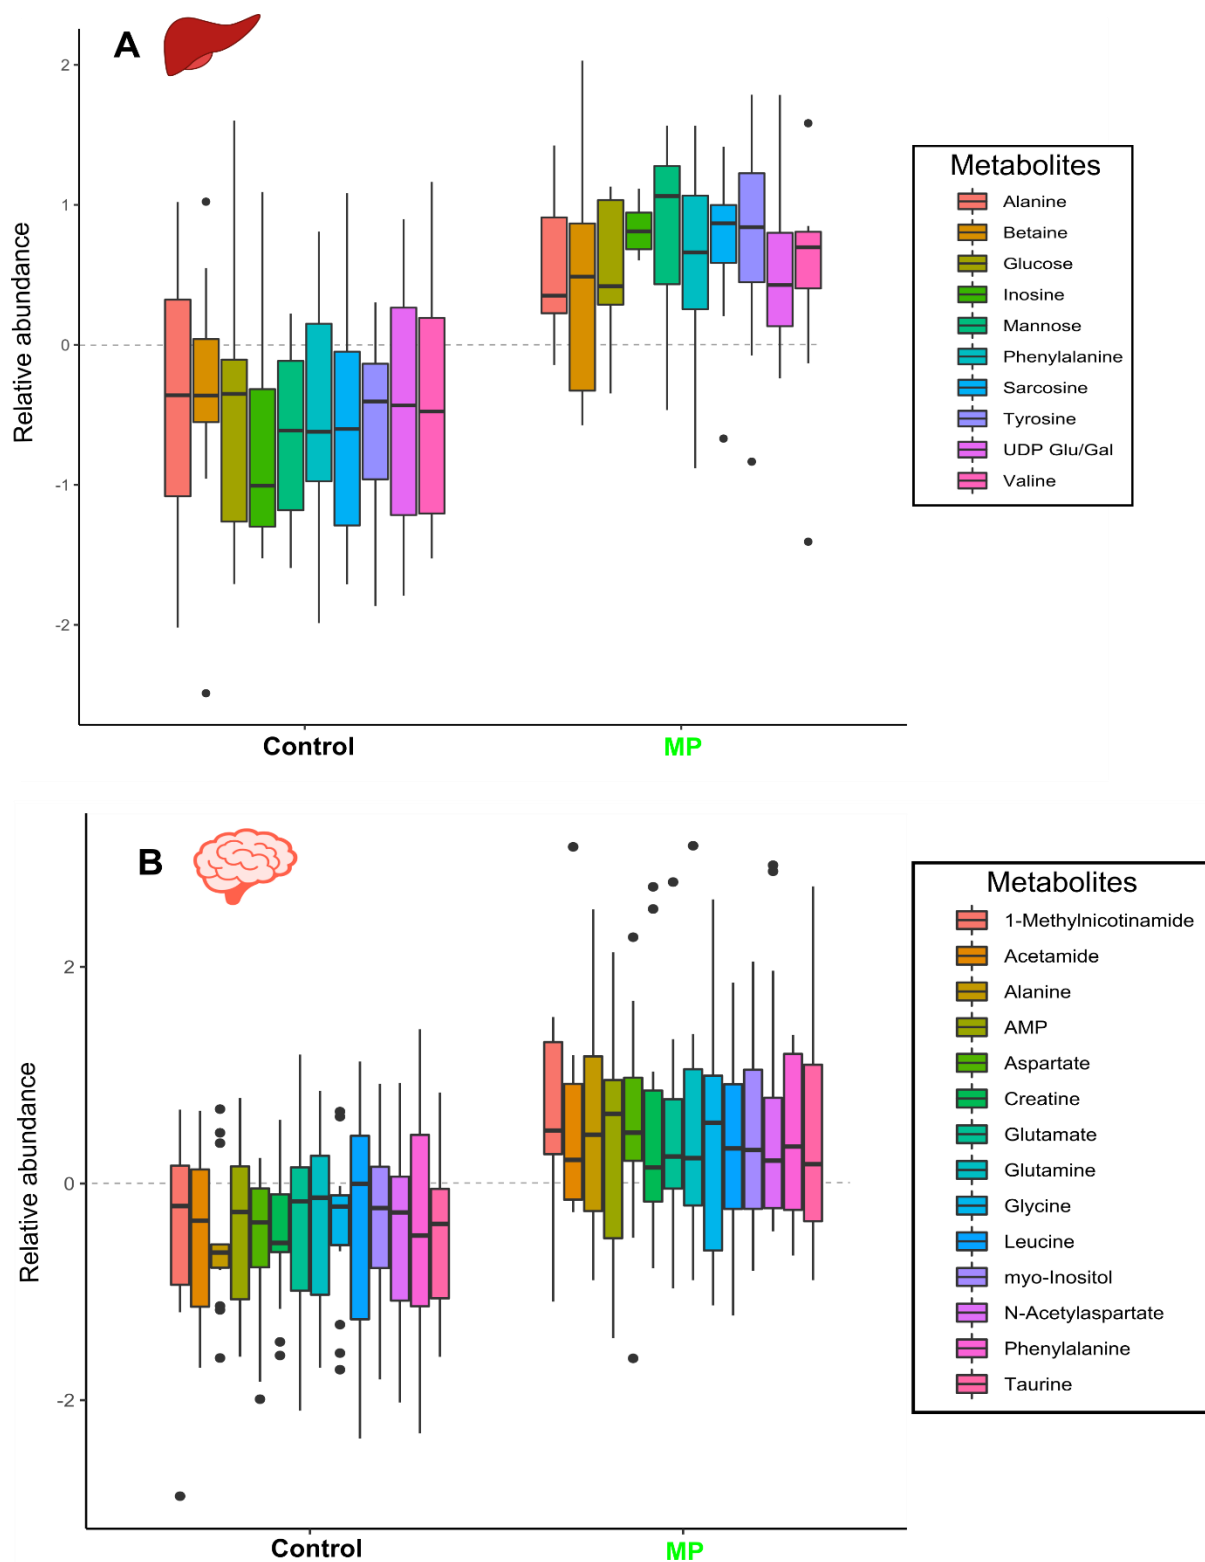 A
Relative abundance
2
1
0
-1
-2
Control
MP
Metabolites
Alanine
Betaine
Glucose
Inosine
Mannose
Phenylalanine
Sarcosine
Tyrosine
UDP Glu/Gal
Valine
B
Relative abundance
2
0
-2
Control
MP
Metabolites
1-Methylnicotinamide
Acetamide
Alanine
AMP
Aspartate
Creatine
Glutamate
Glutamine
Glycine
Leucine
myo-Inositol
N-Acetylaspartate
Phenylalanine
Taurine